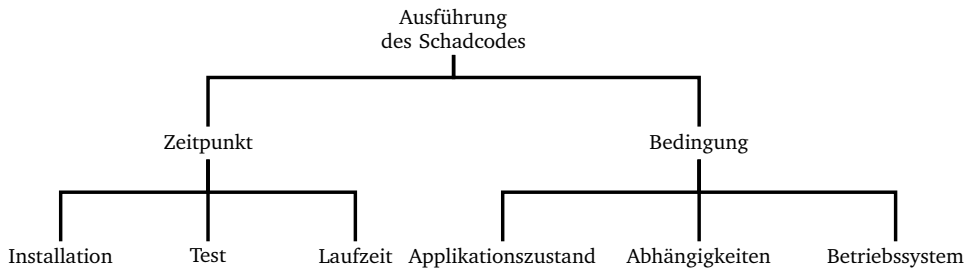 Ausführung
des Schadcodes
Zeitpunkt
Bedingung
Installation
Test
Laufzeit
Applikationszustand
Abhängigkeiten
Betriebssystem